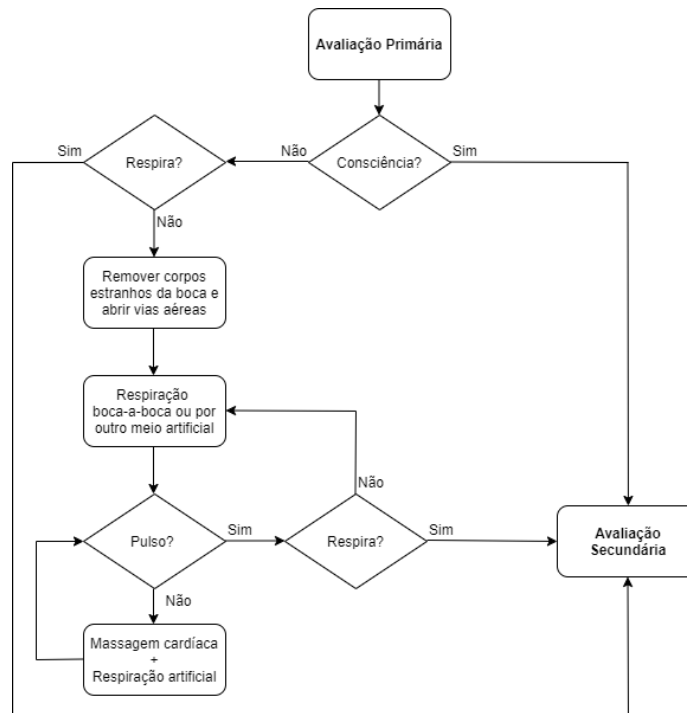 Avaliação Primária
Sim
Respira?
Não
Consciência?
Sim
Não
Remover corpos
estranhos da boca e
abrir vias aéreas
Respiração
boca-a-boca ou por
outro meio artificial
Não
Pulso?
Sim
Respira?
Sim
Avaliação
Secundária
Não
Massagem cardíaca
+
Respiração artificial